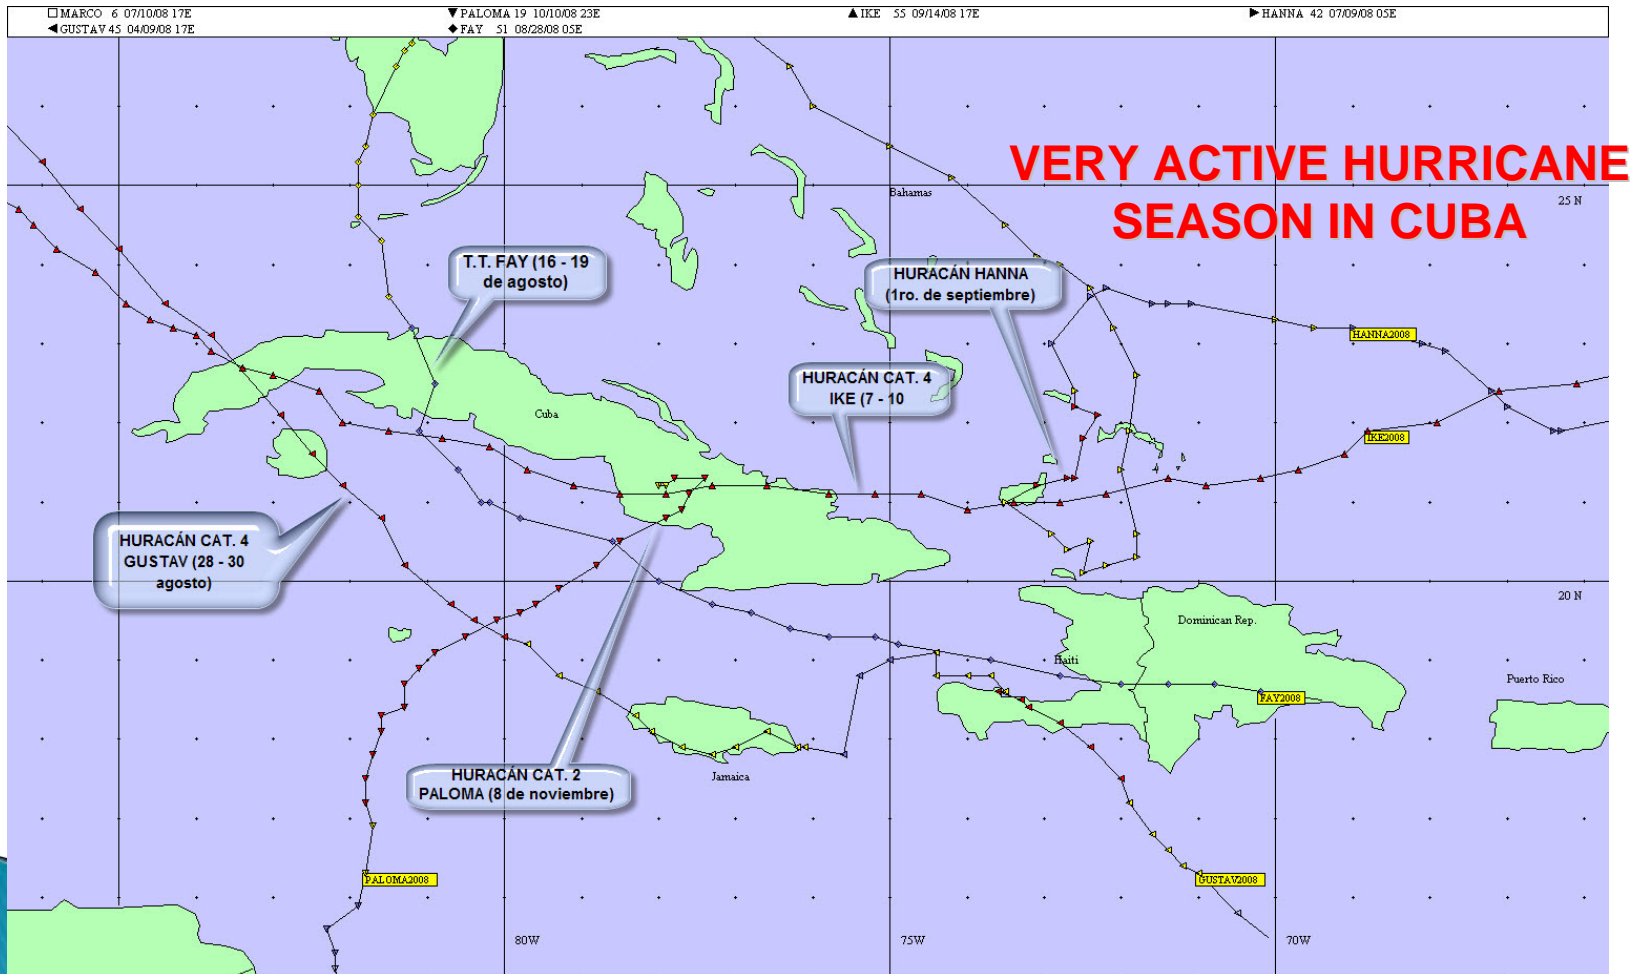 MARCO 6 07/10/08 17E
PALOMA 19 10/10/08 23E
IKE 55 09/14/08 17E
HANNA 42 07/09/08 05E
GUSTAV 45 04/09/08 17E
FAY 51 08/28/08 05E
VERY ACTIVE HURRICANE
SEASON IN CUBA
Bahamas
25 N
T.T. FAY (16 - 19
de agosto)
HURACÁN HANNA
(1ro. de septiembre)
HANNA2008
HURACÁN CAT. 4
IKE (7 - 10
Cuba
IKE2008
HURACÁN CAT. 4
GUSTAV (28 - 30
agosto)
20 N
Dominican Rep.
Haiti
Puerto Rico
FAY2008
HURACÁN CAT. 2
PALOMA (8 de noviembre)
Jamaica
PALOMA2008
GUSTAV2008
80W
75W
70W